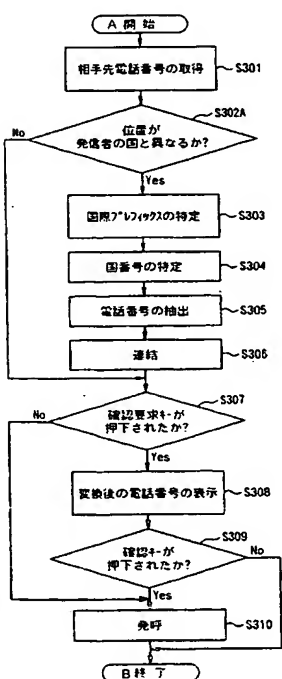 A 開 始
相手先電話番号の取得
S301
S302A
位置が
発信者の国と異なるか?
No
Yes
国際プレフィックスの特定
S303
国番号の特定
S304
電話番号の抽出
S305
連結
S306
S307
No
確認要求キーが
押下されたか?
Yes
変換後の電話番号の表示
S308
S309
確認キーが
押下されたか?
No
Yes
発呼
S310
B 終 了